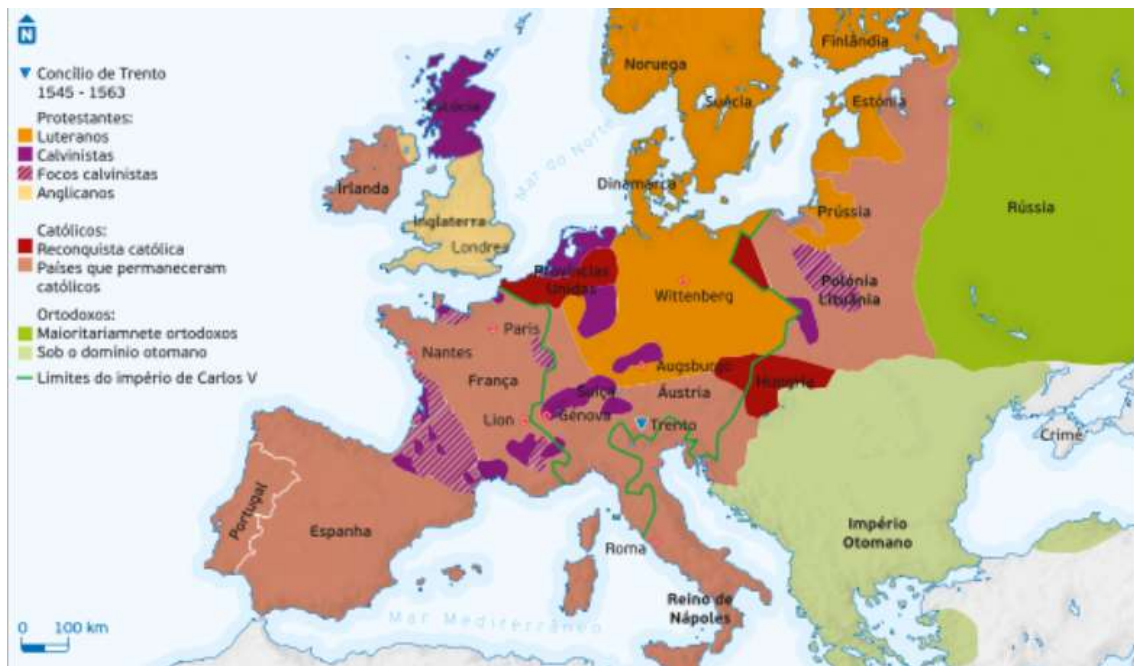 N
Concílio de Trento
1545 - 1563
Protestantes:
Luteranos
Calvinistas
Focos calvinistas
Anglicanos
Católicos:
Reconquista católica
Países que permaneceram
católicos
Ortodoxos:
Maioritariamnete ortodoxos
Sob o domínio otomano
Limites do império de Carlos V
Finlândia
Noruega
Suécia
Estónia
Escócia
Mar do Norte
Irlanda
Dinamarca
Rússia
Prússia
Inglaterra
Londres
Províncias
Unidas
Wittenberg
Polónia
Lituânia
Paris
Nantes
Augsburgo
França
Suíça
Áustria
Hungria
Lion
Génova
Trento
Crimé
Portugal
Espanha
Império
Otomano
Roma
Reino de
Nápoles
Mar Mediterrâneo
0 100 km